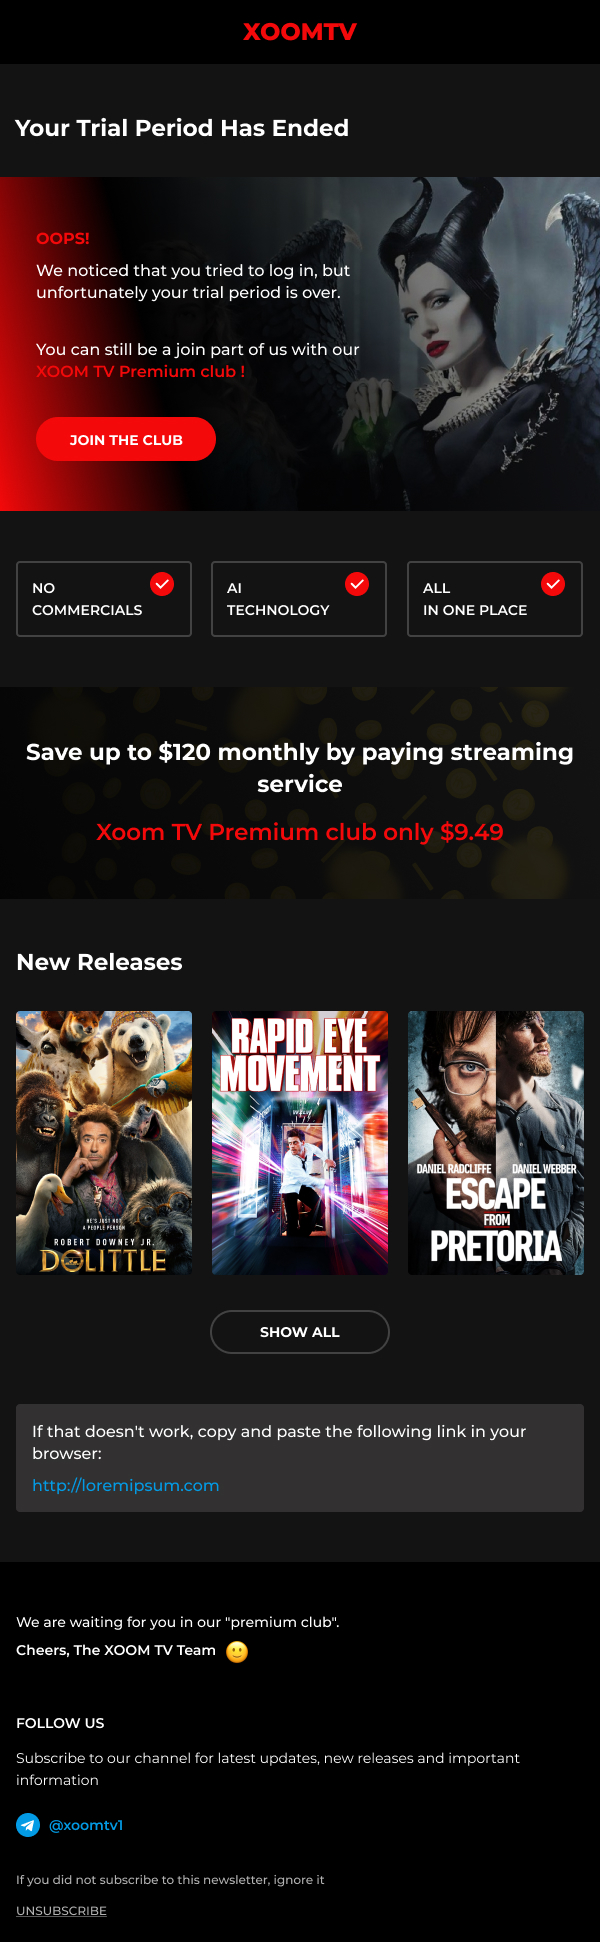 XOOMTV
Your Trial Period Has Ended
OOPS!
We noticed that you tried to log in, but
unfortunately your trial period is over.
You can still be a join part of us with our
XOOM TV Premium club !
JOIN THE CLUB
NO
COMMERCIALS
AI
TECHNOLOGY
ALL
IN ONE PLACE
Save up to $120 monthly by paying streaming
service
Xoom TV Premium club only $9.49
New Releases
HE'S JUST NOT
A PEOPLE PERSON
ROBERT DOWNEY JR.
DOLITTLE
RAPID EYE
MOVEMENT
DANIEL RADCLIFFE DANIEL WEBBER
ESCAPE
FROM
PRETORIA
SHOW ALL
If that doesn't work, copy and paste the following link in your
browser:
http://loremipsum.com
We are waiting for you in our "premium club".
Cheers, The XOOM TV Team
FOLLOW US
Subscribe to our channel for latest updates, new releases and important
information
@xoomtv1
If you did not subscribe to this newsletter, ignore it
UNSUBSCRIBE